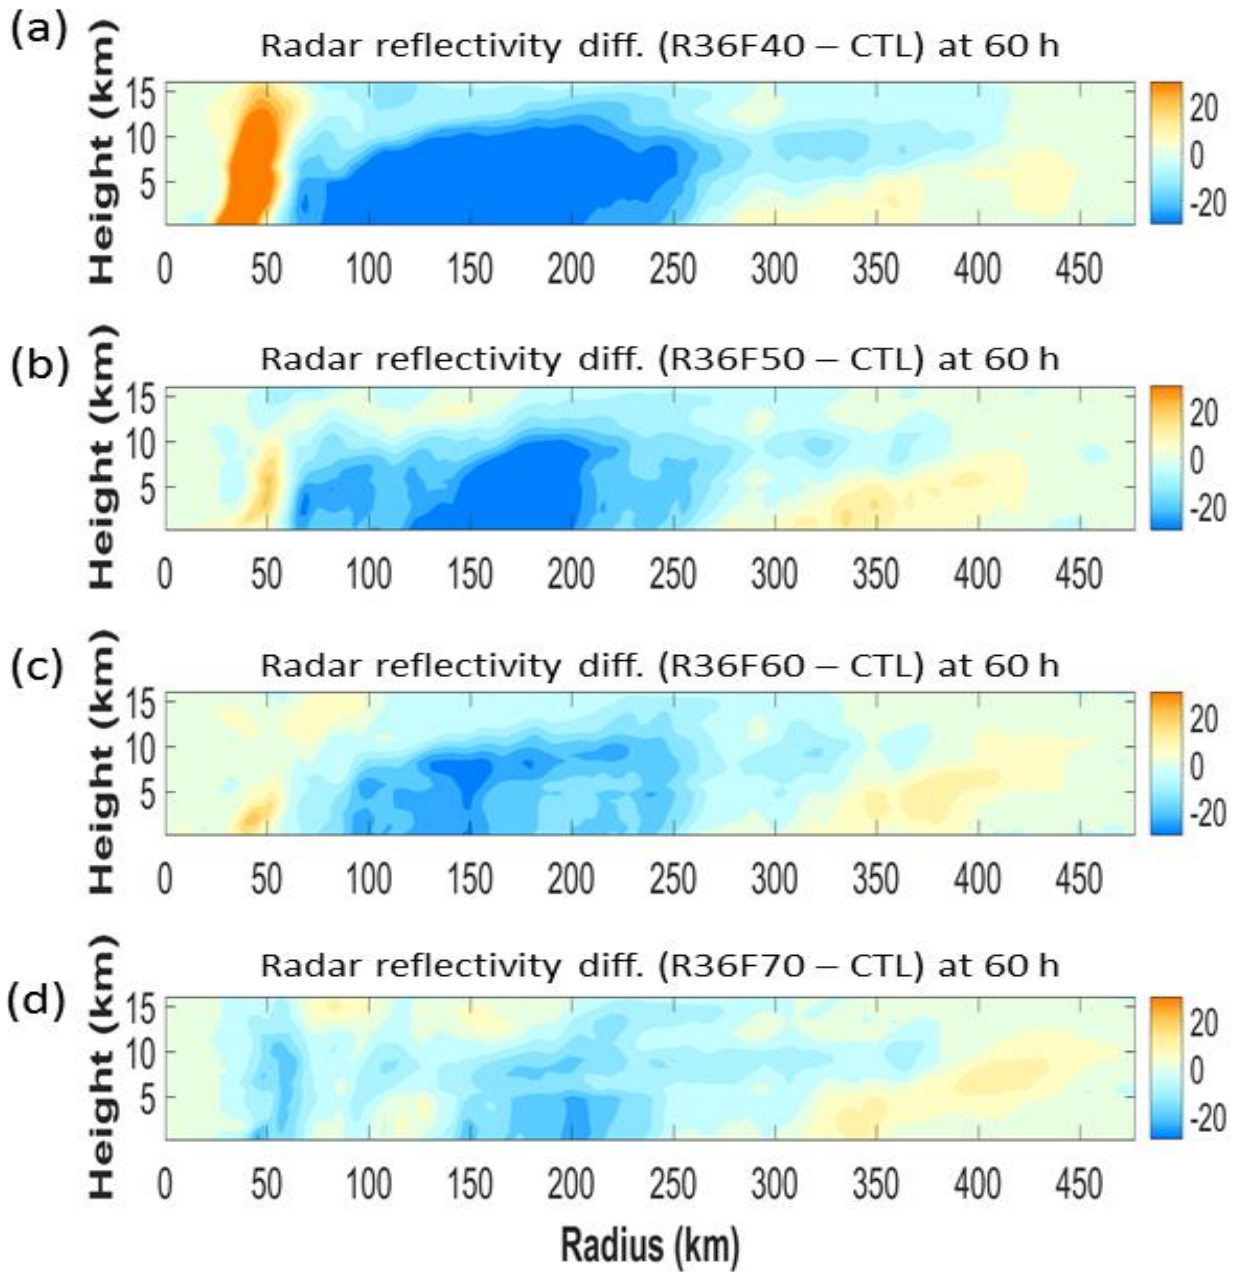 (a)
Radar reflectivity diff. (R36F40 – CTL) at 60 h
Height (km)
15
10
5
20
0
-20
0 50 100 150 200 250 300 350 400 450
(b)
Radar reflectivity diff. (R36F50 – CTL) at 60 h
Height (km)
15
10
5
20
0
-20
0 50 100 150 200 250 300 350 400 450
(c)
Radar reflectivity diff. (R36F60 – CTL) at 60 h
Height (km)
15
10
5
20
0
-20
0 50 100 150 200 250 300 350 400 450
(d)
Radar reflectivity diff. (R36F70 – CTL) at 60 h
Height (km)
15
10
5
20
0
-20
0 50 100 150 200 250 300 350 400 450
Radius (km)